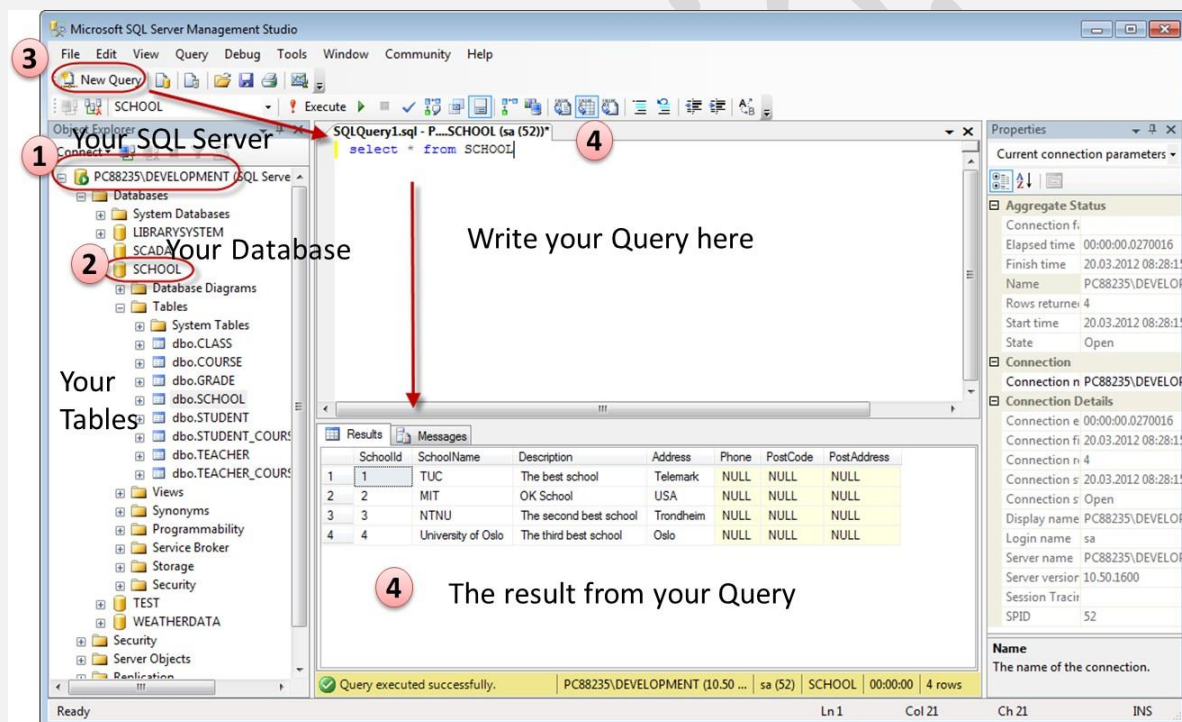 Microsoft SQL Server Management Studio
File Edit View Query Debug Tools Window Community Help
3
New Query
SCHOOL
Execute
Object Explorer
Your SQL Server
Connect
1
PC88235\DEVELOPMENT (SQL Serve
Databases
System Databases
LIBRARYSYSTEM
SCADA
Your Database
2
SCHOOL
Database Diagrams
Tables
System Tables
dbo.CLASS
dbo.COURSE
dbo.GRADE
dbo.SCHOOL
dbo.STUDENT
dbo.STUDENT_COURS
dbo.TEACHER
dbo.TEACHER_COURS
Your
Tables
Views
Synonyms
Programmability
Service Broker
Storage
Security
TEST
WEATHERDATA
Security
Server Objects
Replication
SQLQuery1.sql - P....SCHOOL (sa (52))*
4
select * from SCHOOL
Write your Query here
Results Messages
SchoolId SchoolName Description Address Phone PostCode PostAddress
1 1 TUC The best school Telemark NULL NULL NULL
2 2 MIT OK School USA NULL NULL NULL
3 3 NTNU The second best school Trondheim NULL NULL NULL
4 4 University of Oslo The third best school Oslo NULL NULL NULL
4
The result from your Query
Query executed successfully. PC88235\DEVELOPMENT (10.50 ... sa (52) SCHOOL 00:00:00 4 rows
Properties
Current connection parameters
Aggregate Status
Connection fa
Elapsed time 00:00:00.0270016
Finish time 20.03.2012 08:28:15
Name PC88235\DEVELOP
Rows returne 4
Start time 20.03.2012 08:28:15
State Open
Connection
Connection n PC88235\DEVELOP
Connection Details
Connection e 00:00:00.0270016
Connection fi 20.03.2012 08:28:15
Connection r 4
Connection s 20.03.2012 08:28:15
Connection s Open
Display name PC88235\DEVELOP
Login name sa
Server name PC88235\DEVELOP
Server version 10.50.1600
Session Tracin
SPID 52
Name
The name of the connection.
Ready Ln 1 Col 21 Ch 21 INS